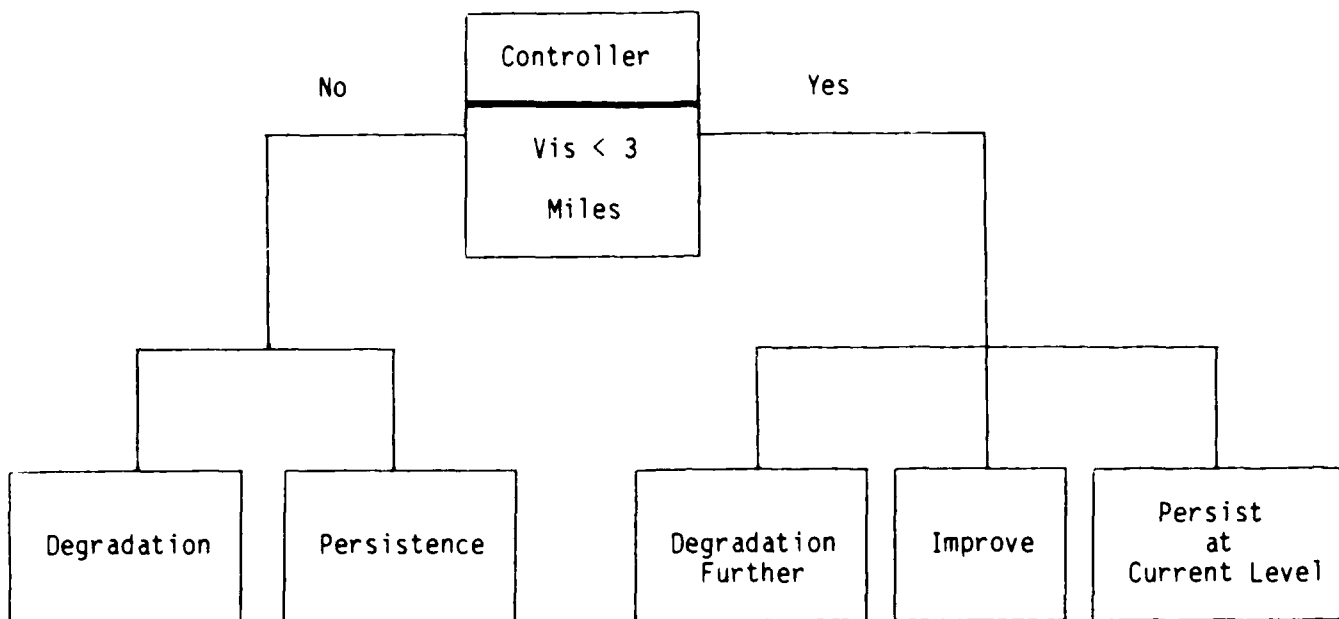 Controller
No
Yes
Vis < 3
Miles
Degradation
Persistence
Degradation
Further
Improve
Persist
at
Current Level